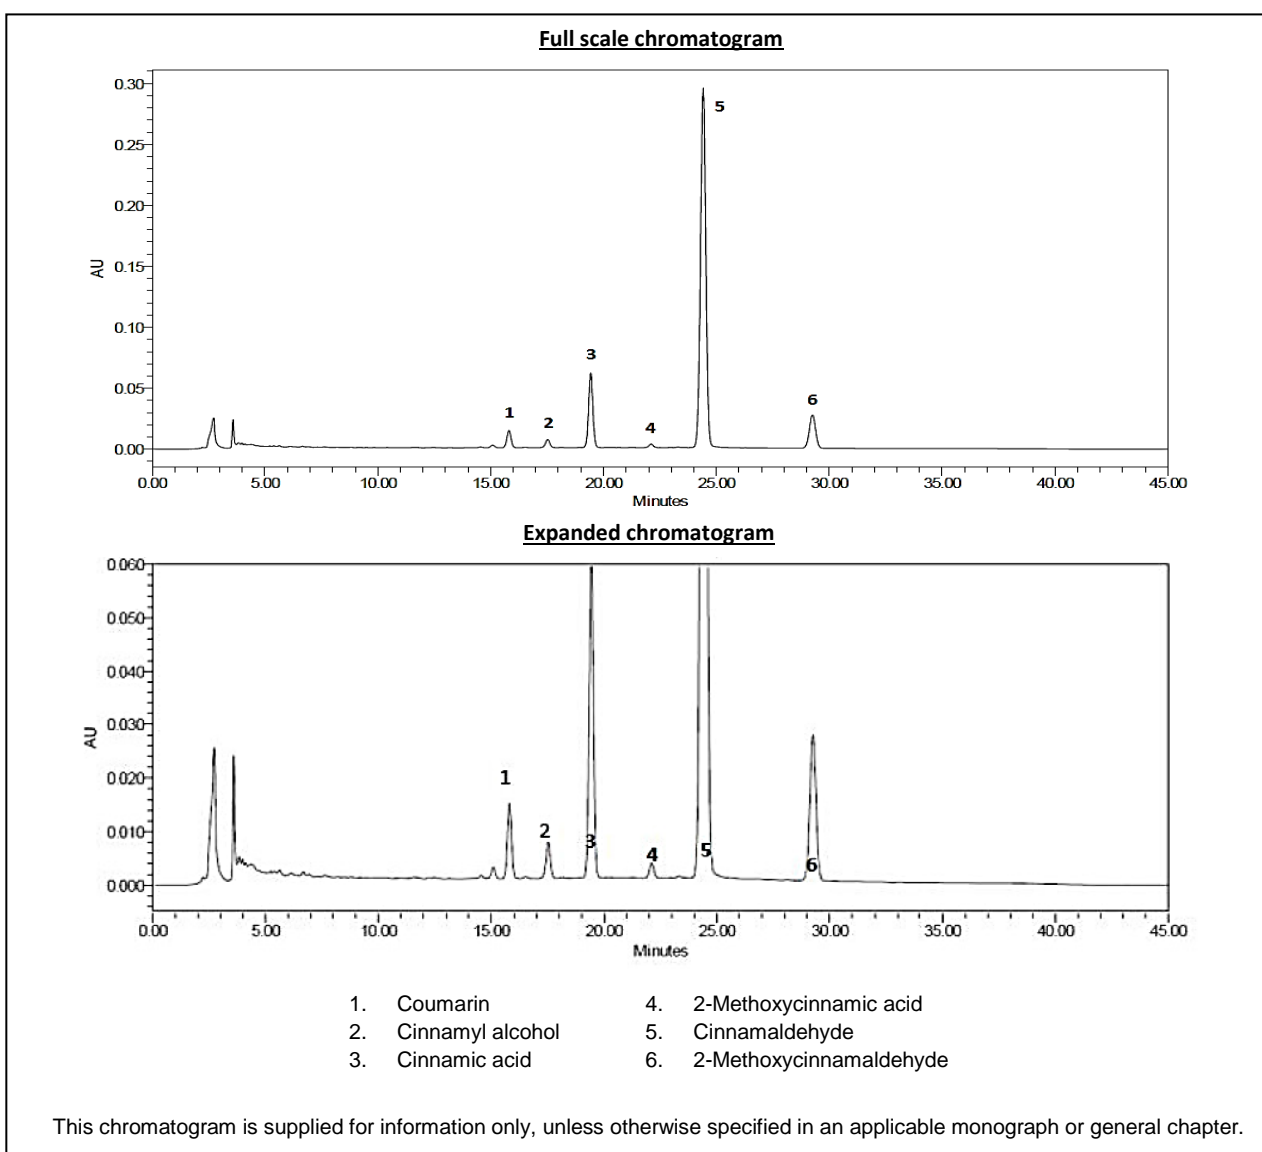 Full scale chromatogram
0.30
0.25
0.20
0.15
0.10
0.05
0.00
AU
1
2
3
4
5
6
0.00 5.00 10.00 15.00 20.00 25.00 30.00 35.00 40.00 45.00
Minutes
Expanded chromatogram
0.060
0.050
0.040
0.030
0.020
0.010
0.000
AU
1
2
3
4
5
6
0.00 5.00 10.00 15.00 20.00 25.00 30.00 35.00 40.00 45.00
Minutes
1. Coumarin
2. Cinnamyl alcohol
3. Cinnamic acid
4. 2-Methoxycinnamic acid
5. Cinnamaldehyde
6. 2-Methoxycinnamaldehyde
This chromatogram is supplied for information only, unless otherwise specified in an applicable monograph or general chapter.